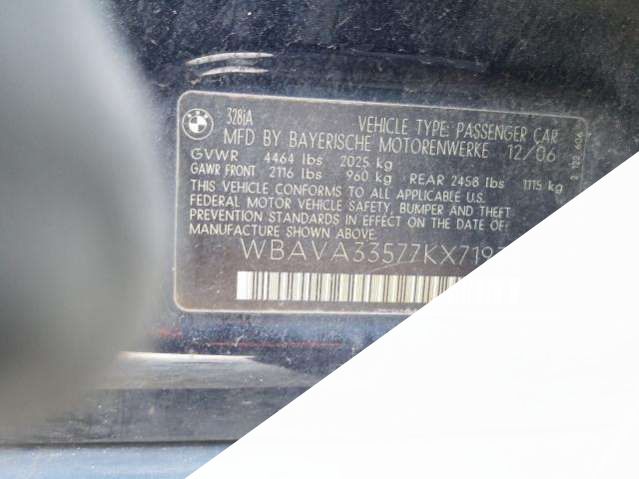 BMW
328iA
VEHICLE TYPE: PASSENGER CAR
MFD BY BAYERISCHE MOTORENWERKE 12/06
GVWR 4464 lbs 2025 kg
GAWR FRONT 2116 lbs 960 kg REAR 2458 lbs 1115 kg
THIS VEHICLE CONFORMS TO ALL APPLICABLE U.S.
FEDERAL MOTOR VEHICLE SAFETY, BUMPER AND THEFT
PREVENTION STANDARDS IN EFFECT ON THE DATE OF
MANUFACTURE SHOWN ABOVE.